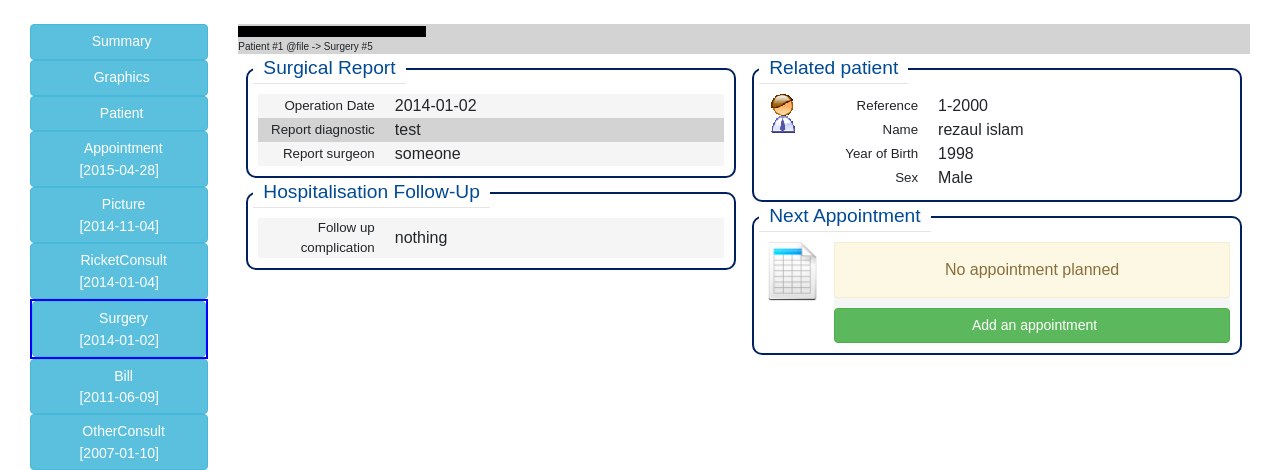 Summary
Graphics
Patient
Appointment
[2015-04-28]
Picture
[2014-11-04]
RicketConsult
[2014-01-04]
Surgery
[2014-01-02]
Bill
[2011-06-09]
OtherConsult
[2007-01-10]
Patient #1 @file -> Surgery #5
Surgical Report
Operation Date 2014-01-02
Report diagnostic test
Report surgeon someone
Hospitalisation Follow-Up
Follow up
complication nothing
Related patient
Reference 1-2000
Name rezaul islam
Year of Birth 1998
Sex Male
Next Appointment
No appointment planned
Add an appointment